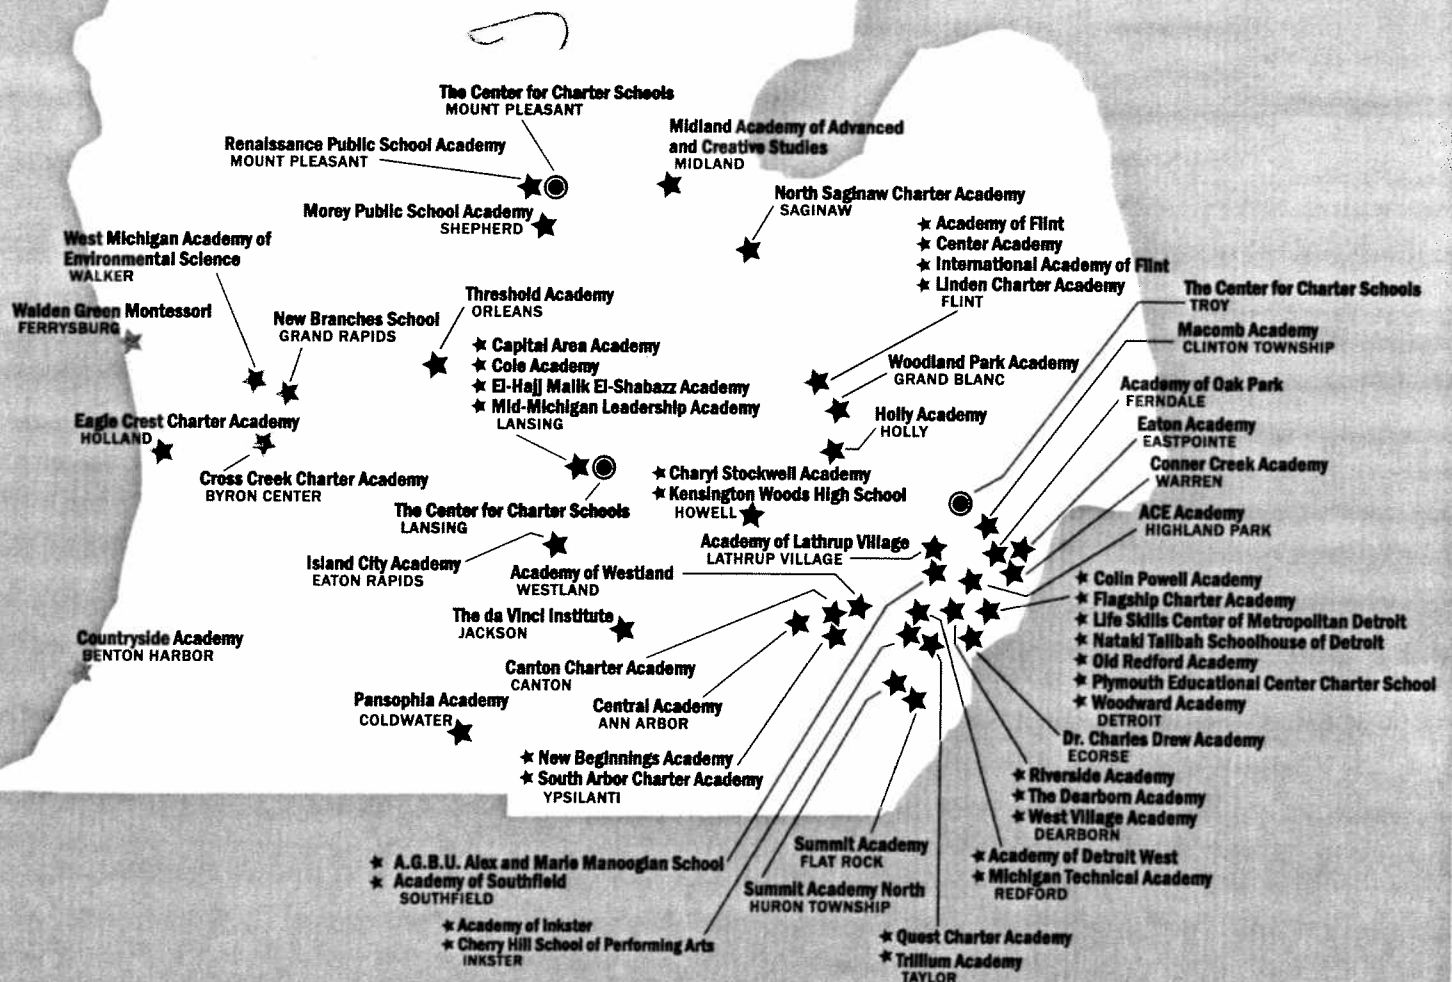 The Center for Charter Schools
MOUNT PLEASANT
Renaissance Public School Academy
MOUNT PLEASANT
Midland Academy of Advanced
and Creative Studies
MIDLAND
Morey Public School Academy
SHEPHERD
North Saginaw Charter Academy
SAGINAW
West Michigan Academy of
Environmental Science
WALKER
Academy of Flint
Center Academy
International Academy of Flint
Linden Charter Academy
FLINT
Walden Green Montessori
FERRYSBURG
New Branches School
GRAND RAPIDS
Threshold Academy
ORLEANS
The Center for Charter Schools
TROY
Macomb Academy
CLINTON TOWNSHIP
Capital Area Academy
Cole Academy
El-Hajj Malik El-Shabazz Academy
Mid-Michigan Leadership Academy
LANSING
Woodland Park Academy
GRAND BLANC
Academy of Oak Park
FERNDALE
Holly Academy
HOLLY
Eagle Crest Charter Academy
HOLLAND
Eaton Academy
EASTPOINTE
Cross Creek Charter Academy
BYRON CENTER
Charyl Stockwell Academy
Kensington Woods High School
HOWELL
Conner Creek Academy
WARREN
The Center for Charter Schools
LANSING
ACE Academy
HIGHLAND PARK
Academy of Lathrup Village
LATHRUP VILLAGE
Island City Academy
EATON RAPIDS
Academy of Westland
WESTLAND
Colin Powell Academy
Flagship Charter Academy
Life Skills Center of Metropolitan Detroit
Nataki Talibah Schoolhouse of Detroit
Old Redford Academy
Plymouth Educational Center Charter School
Woodward Academy
DETROIT
The da Vinci Institute
JACKSON
Countryside Academy
BENTON HARBOR
Canton Charter Academy
CANTON
Pansophia Academy
COLDWATER
Central Academy
ANN ARBOR
Dr. Charles Drew Academy
ECORSE
New Beginnings Academy
South Arbor Charter Academy
YPSILANTI
Riverside Academy
The Dearborn Academy
West Village Academy
DEARBORN
Summit Academy
FLAT ROCK
Academy of Detroit West
Michigan Technical Academy
REDFORD
A.G.B.U. Alex and Marie Manoogian School
Academy of Southfield
SOUTHFIELD
Summit Academy North
HURON TOWNSHIP
Academy of Inkster
Cherry Hill School of Performing Arts
INKSTER
Quest Charter Academy
Trillium Academy
TAYLOR